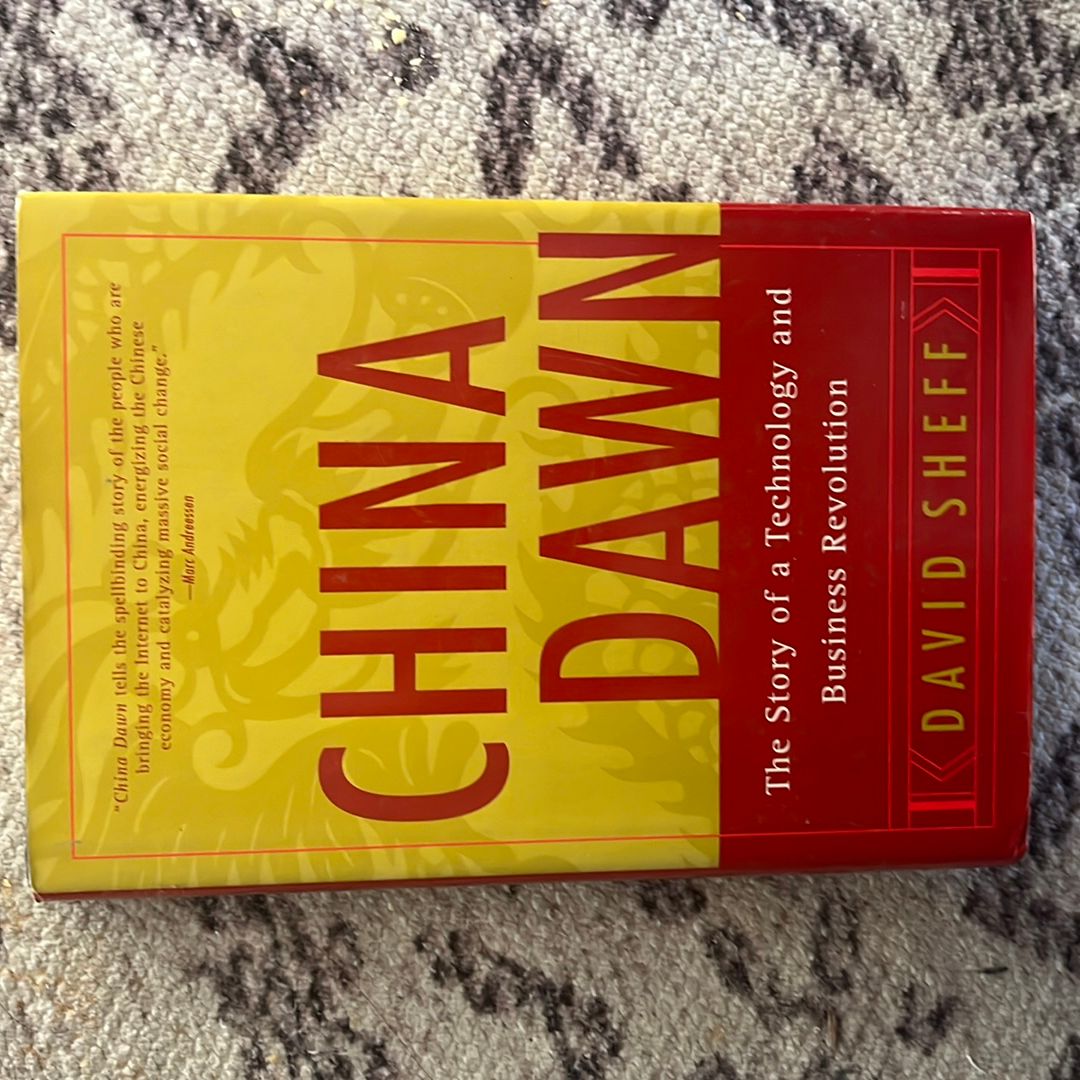 "China Dawn tells the spellbinding story of the people who are
bringing the Internet to China, energizing the Chinese
economy and catalyzing massive social change."
—Marc Andreessen
CHINA
DAWN
The Story of a Technology and
Business Revolution
DAVID SHEFF